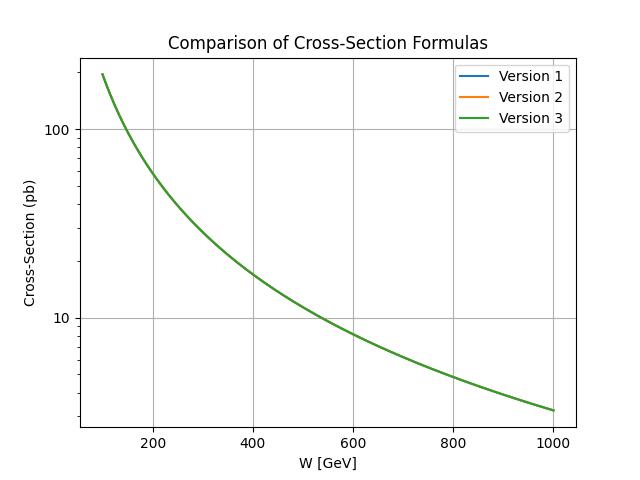 Comparison of Cross-Section Formulas
Version 1
Version 2
Version 3
100
10
Cross-Section (pb)
200
400
600
800
1000
W [GeV]